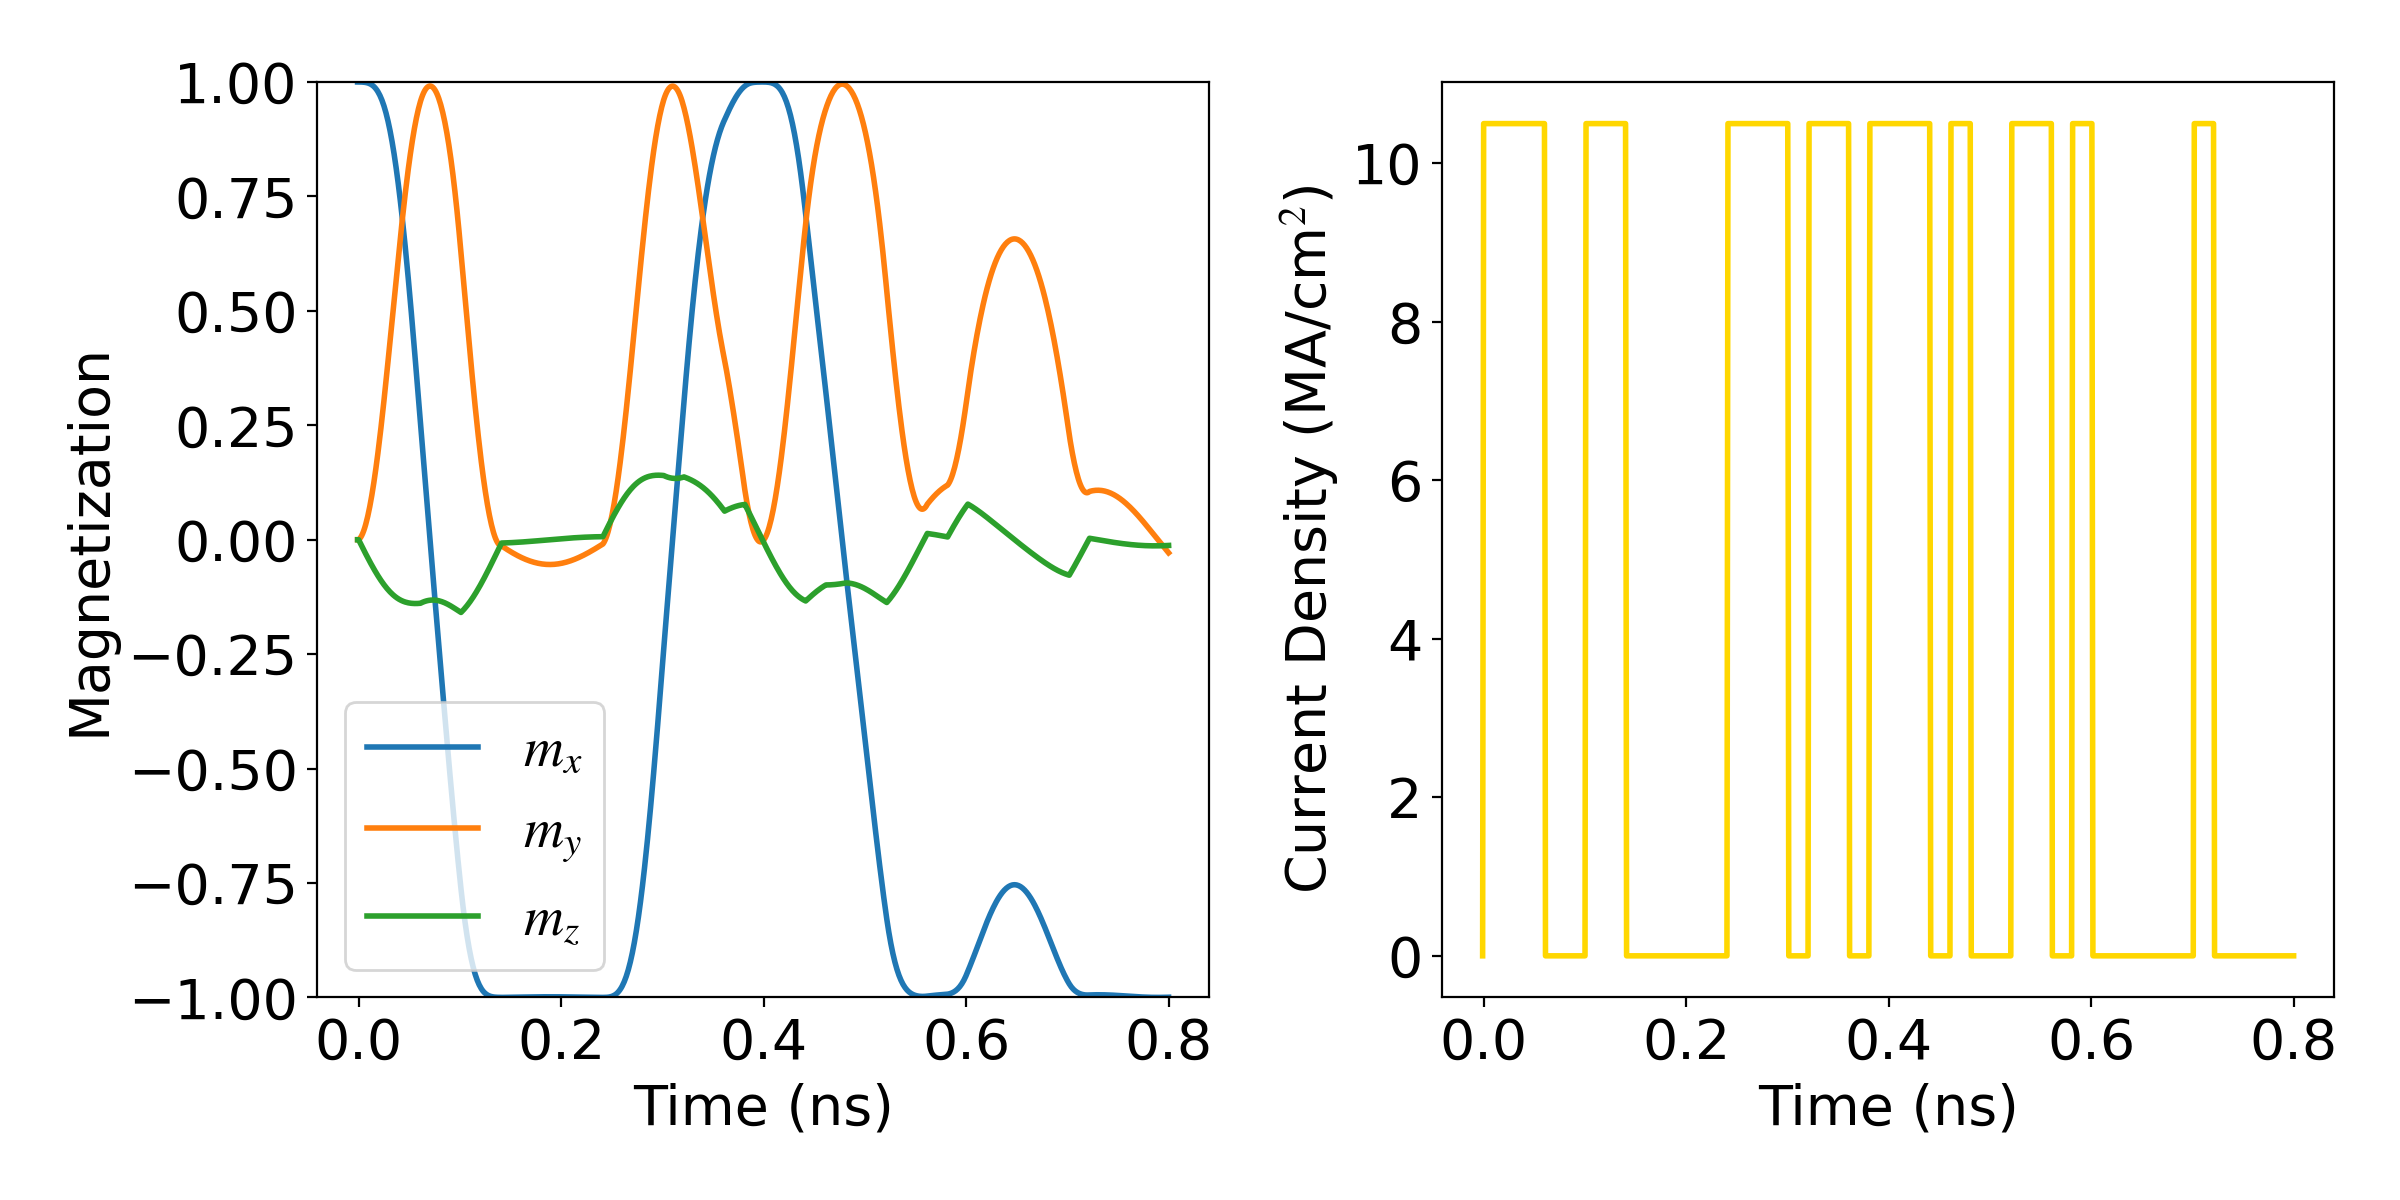 1.00
0.75
0.50
0.25
0.00
−0.25
−0.50
−0.75
−1.00
Magnetization
m_x
m_y
m_z
0.0 0.2 0.4 0.6 0.8
Time (ns)
10
8
6
4
2
0
Current Density (MA/cm²)
0.0 0.2 0.4 0.6 0.8
Time (ns)